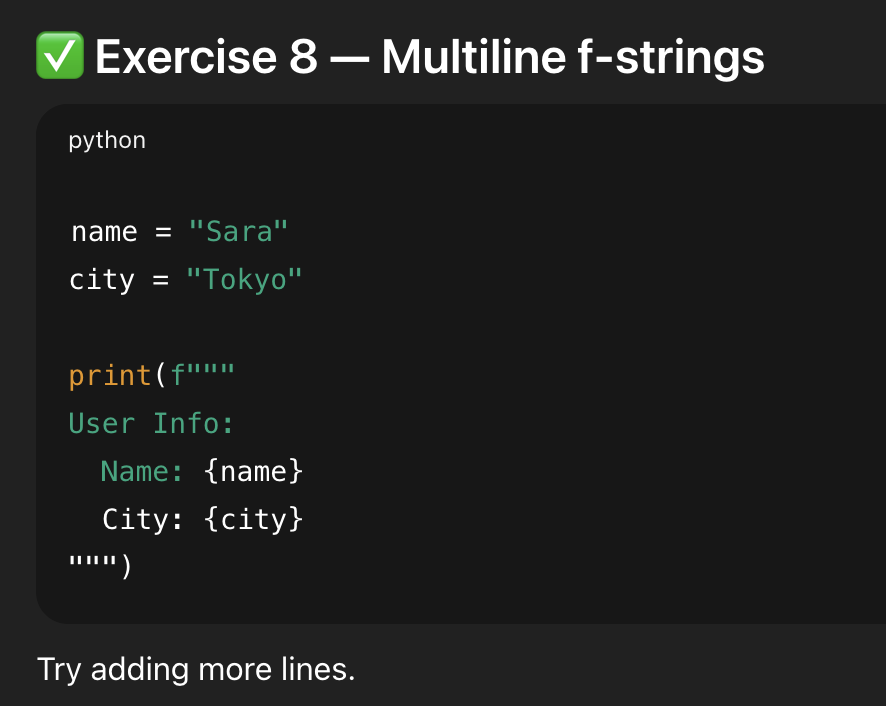 ✅ Exercise 8 — Multiline f-strings
python
name = "Sara"
city = "Tokyo"
print(f"""
User Info:
  Name: {name}
  City: {city}
""")
Try adding more lines.